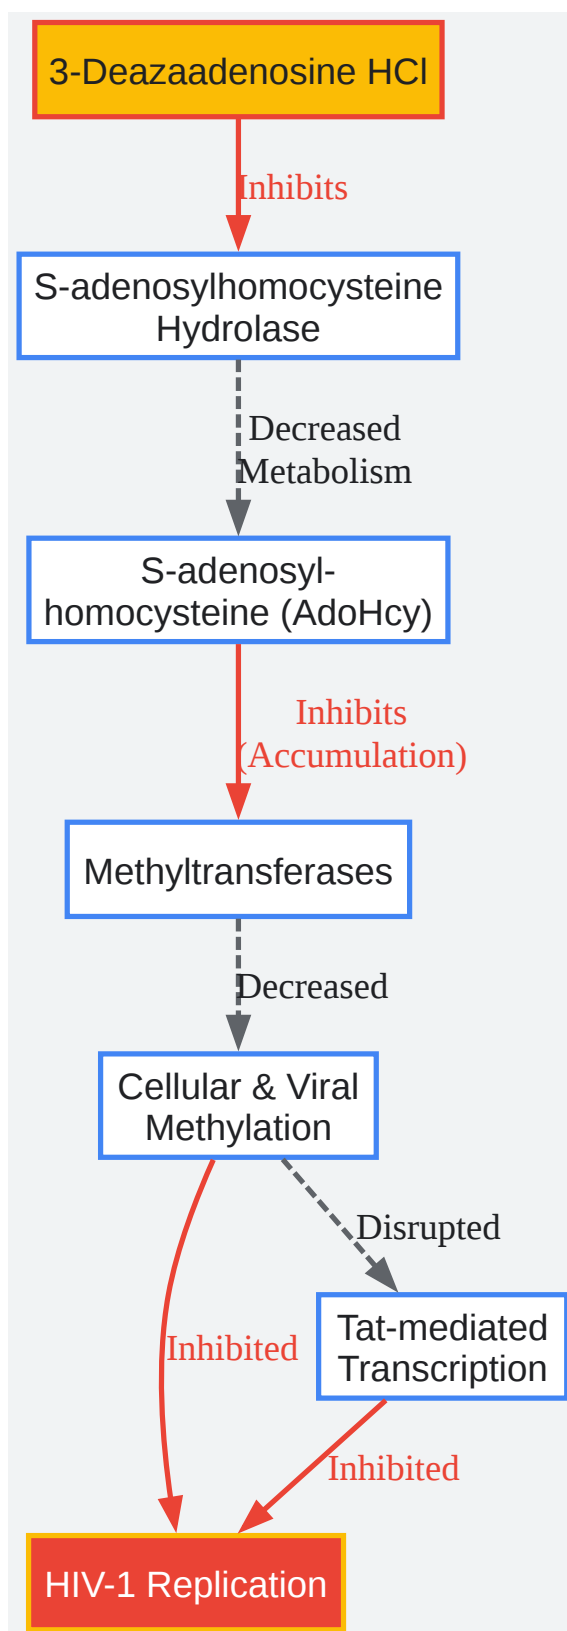 3-Deazaadenosine HCl
Inhibits
S-adenosylhomocysteine
Hydrolase
Decreased
Metabolism
S-adenosyl-
homocysteine (AdoHcy)
Inhibits
(Accumulation)
Methyltransferases
Decreased
Cellular & Viral
Methylation
Disrupted
Tat-mediated
Transcription
Inhibited
Inhibited
HIV-1 Replication